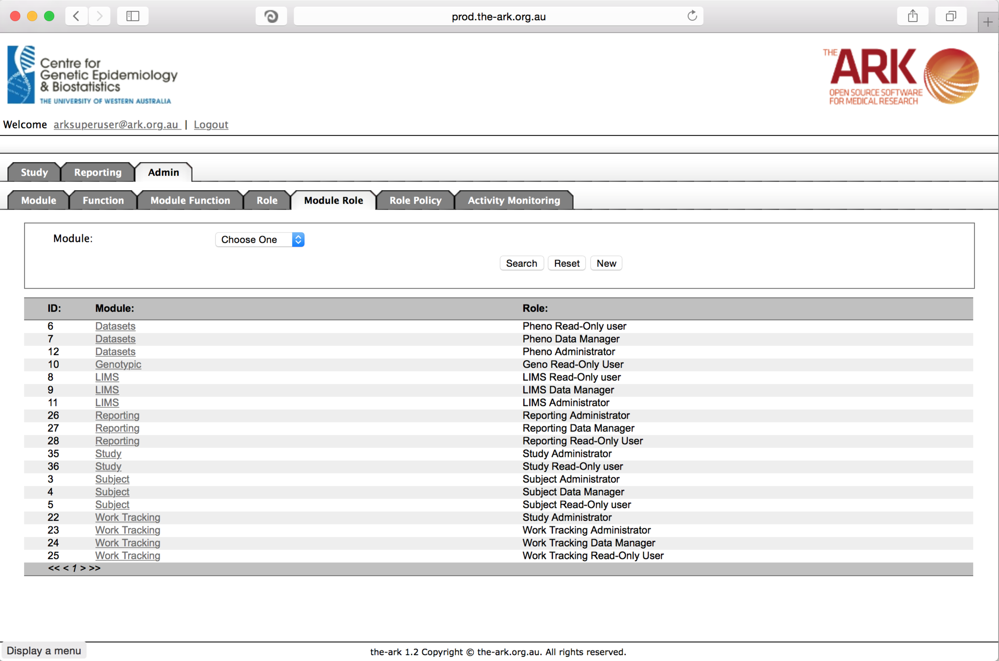 prod.the-ark.org.au
Centre for
Genetic Epidemiology
& Biostatistics
THE UNIVERSITY OF WESTERN AUSTRALIA
THE ARK
OPEN SOURCE SOFTWARE
FOR MEDICAL RESEARCH
Welcome arksuperuser@ark.org.au | Logout
Study Reporting Admin
Module Function Module Function Role Module Role Role Policy Activity Monitoring
Module: Choose One
Search Reset New
ID: Module: Role:
6 Datasets Pheno Read-Only user
7 Datasets Pheno Data Manager
12 Datasets Pheno Administrator
10 Genotypic Geno Read-Only User
8 LIMS LIMS Read-Only user
9 LIMS LIMS Data Manager
11 LIMS LIMS Administrator
26 Reporting Reporting Administrator
27 Reporting Reporting Data Manager
28 Reporting Reporting Read-Only User
35 Study Study Administrator
36 Study Study Read-Only user
3 Subject Subject Administrator
4 Subject Subject Data Manager
5 Subject Subject Read-Only user
22 Work Tracking Study Administrator
23 Work Tracking Work Tracking Administrator
24 Work Tracking Work Tracking Data Manager
25 Work Tracking Work Tracking Read-Only User
<< < 1 > >>
Display a menu
the-ark 1.2 Copyright © the-ark.org.au. All rights reserved.